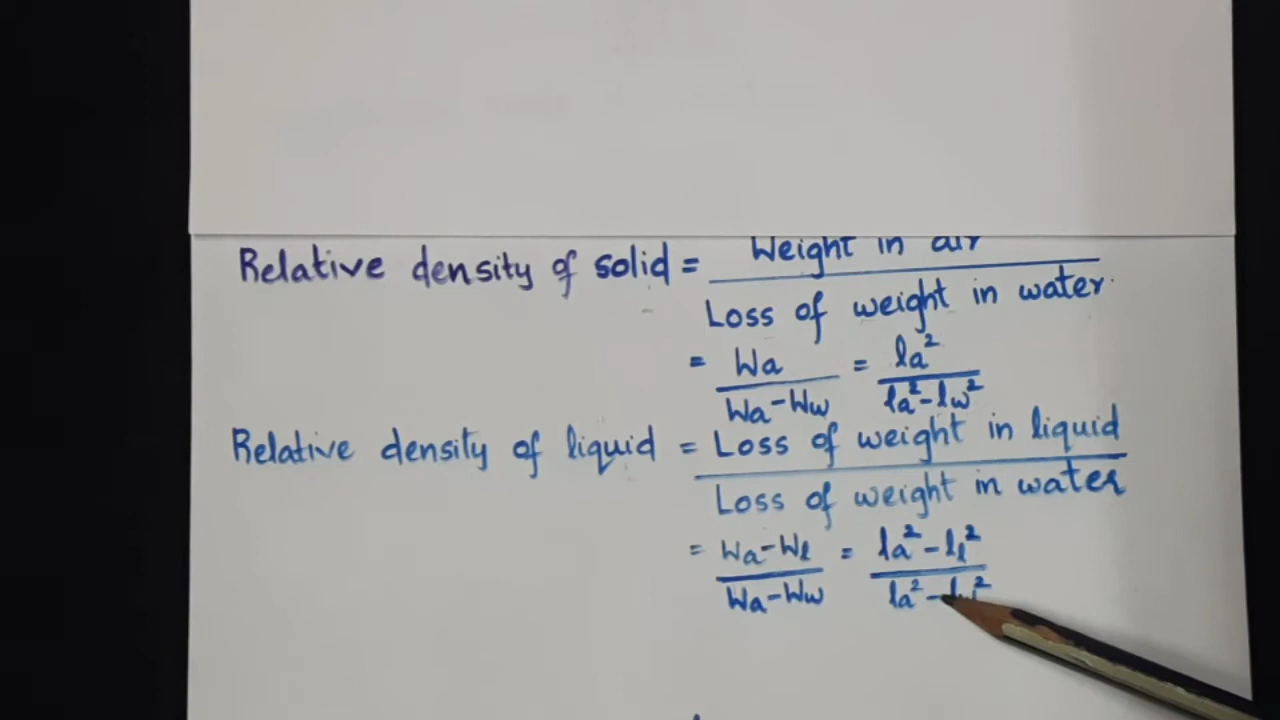 Relative density of solid = Weight in air
Loss of weight in water.
= Wa = la²
Wa-Ww la²-lw²
Relative density of liquid = Loss of weight in liquid
Loss of weight in water
= Wa-Wl = la²-ll²
Wa-Ww la²-lw²